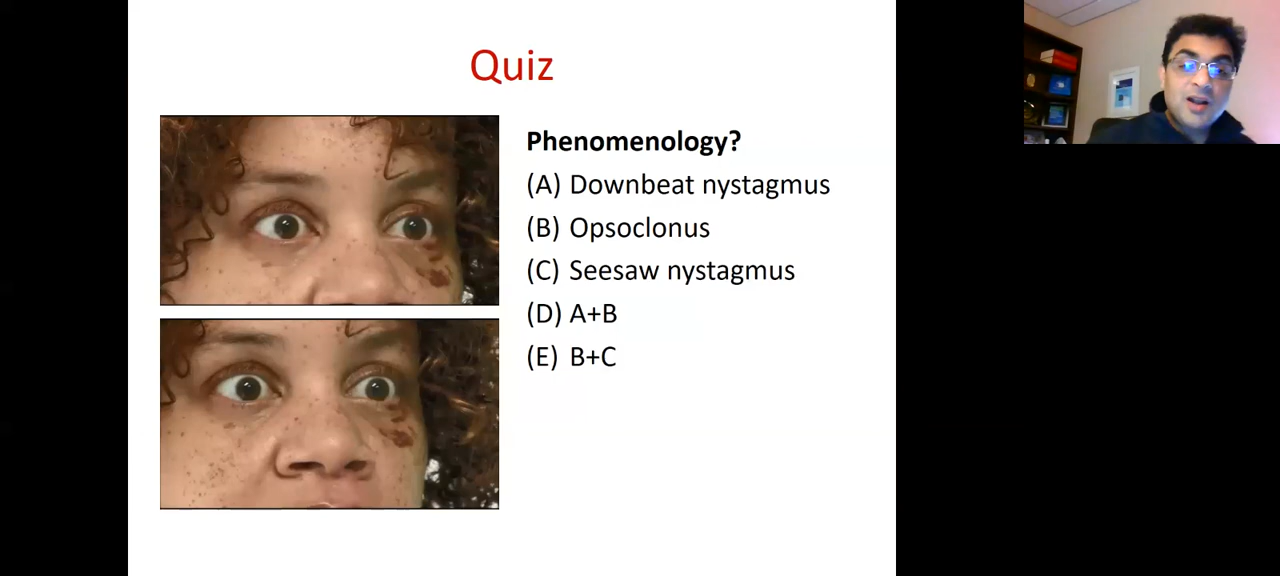 Quiz
Phenomenology?
(A) Downbeat nystagmus
(B) Opsoclonus
(C) Seesaw nystagmus
(D) A+B
(E) B+C